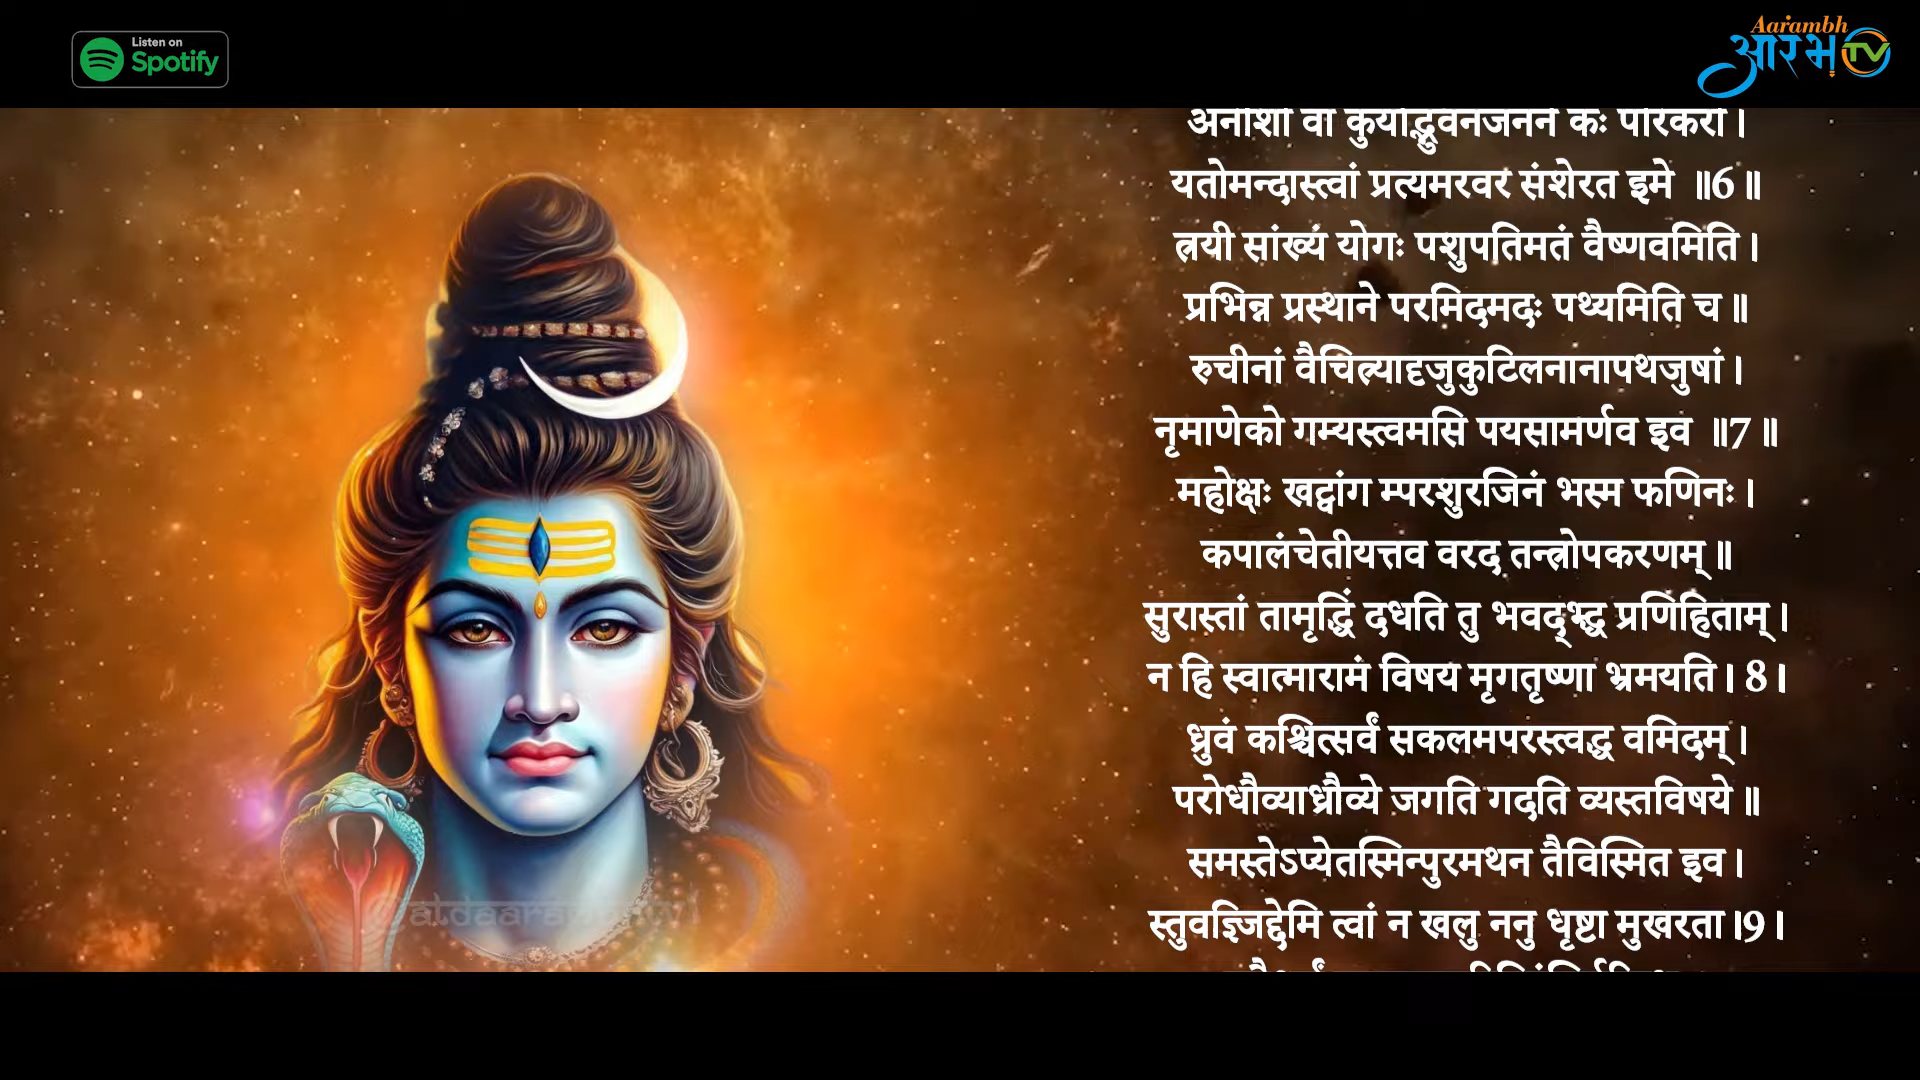 Listen on
Spotify
Aarambh
आरंभ TV
अनीशो वा कुर्याद्भुवनजनने कः परिकरो ।
यतोमन्दास्त्वां प्रत्यमरवर संशेरत इमे ॥6॥
त्रयी सांख्यं योगः पशुपतिमतं वैष्णवमिति ।
प्रभिन्न प्रस्थाने परमिदमदः पथ्यमिति च ॥
रुचीनां वैचित्र्यादृजुकुटिलनानापथजुषां ।
नृमाणेको गम्यस्त्वमसि पयसामर्णव इव ॥7॥
महोक्षः खट्वांग म्परशुरजिनं भस्म फणिनः ।
कपालंचेतीयत्तव वरद तन्त्रोपकरणम् ॥
सुरास्तां तामृद्धिं दधति तु भवद्भ्द्ध प्रणिहिताम् ।
न हि स्वात्मारामं विषय मृगतृष्णा भ्रमयति । 8।
ध्रुवं कश्चित्सर्वं सकलमपरस्त्वद्ध वमिदम् ।
परोधौव्याध्रौव्ये जगति गदति व्यस्तविषये ॥
समस्तेऽप्येतस्मिन्पुरमथन तैविस्मित इव ।
स्तुवञ्जिद्देमि त्वां न खलु ननु धृष्टा मुखरता ।9।